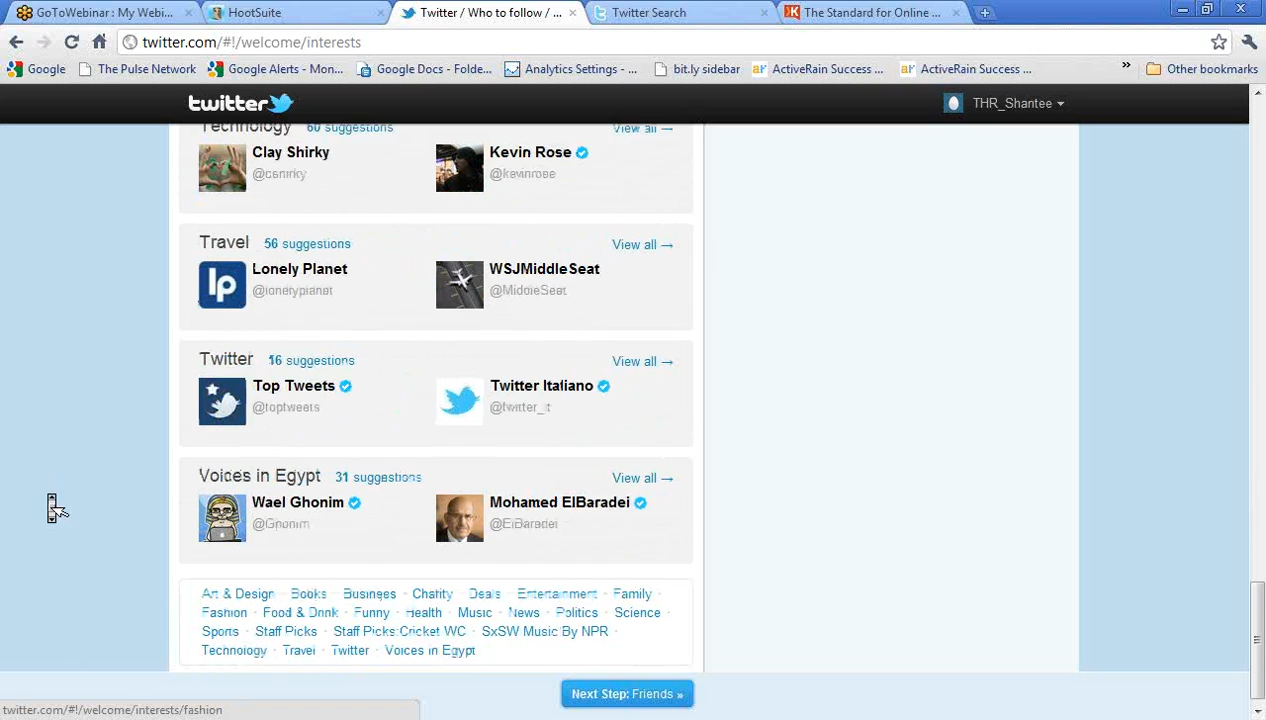 GoToWebinar : My Webin...
HootSuite
Twitter / Who to follow / ...
Twitter Search
The Standard for Online ...
twitter.com/#!/welcome/interests
Google
The Pulse Network
Google Alerts - Mon...
Google Docs - Folde...
Analytics Settings - ...
bit.ly sidebar
ActiveRain Success ...
ActiveRain Success ...
Other bookmarks
twitter
THR_Shantee
Technology 60 suggestions View all →
Clay Shirky
@cshirky
Kevin Rose
@kevinrose
Travel 56 suggestions View all →
lp
Lonely Planet
@lonelyplanet
WSJMiddleSeat
@MiddleSeat
Twitter 16 suggestions View all →
Top Tweets
@toptweets
Twitter Italiano
@twitter_it
Voices in Egypt 31 suggestions View all →
Wael Ghonim
@Ghonim
Mohamed ElBaradei
@ElBaradei
Art & Design · Books · Business · Charity · Deals · Entertainment · Family ·
Fashion · Food & Drink · Funny · Health · Music · News · Politics · Science ·
Sports · Staff Picks · Staff Picks:Cricket WC · SxSW Music By NPR ·
Technology · Travel · Twitter · Voices in Egypt
Next Step: Friends »
twitter.com/#!/welcome/interests/fashion